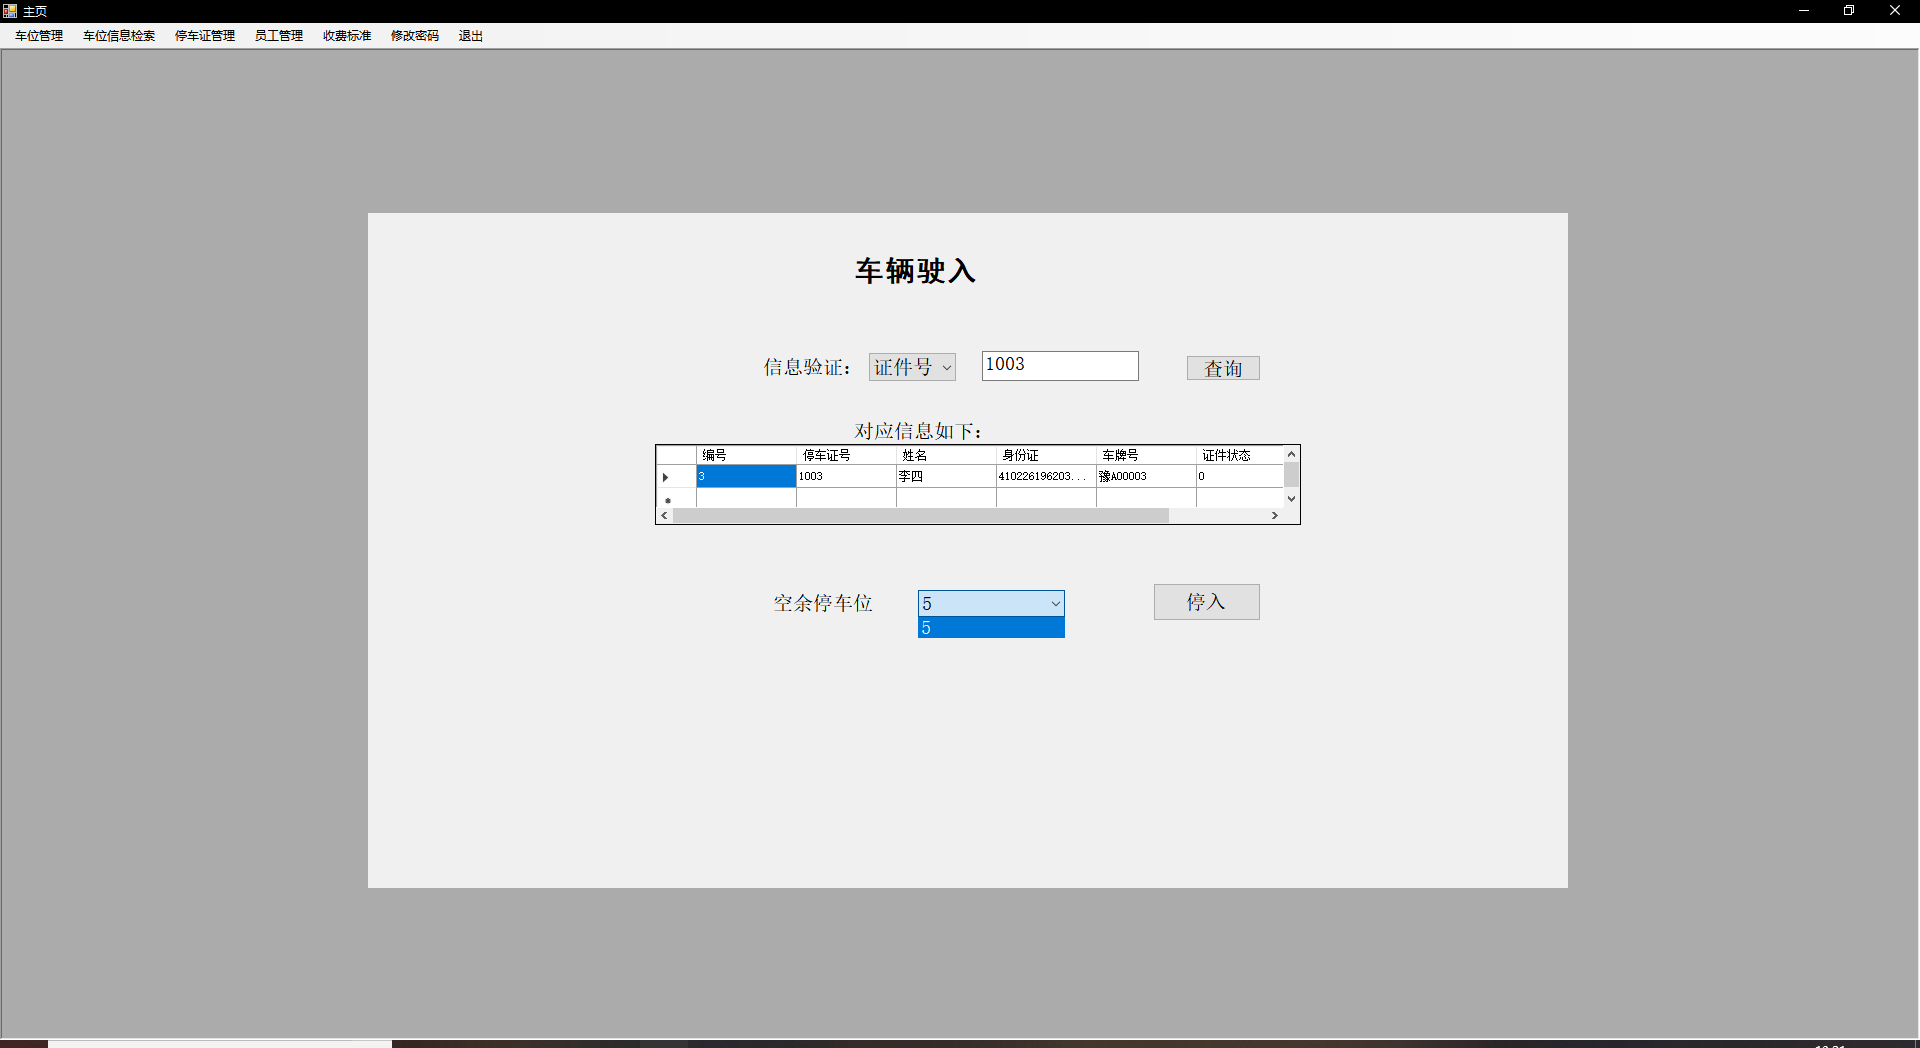 主页
车位管理 车位信息检索 停车证管理 员工管理 收费标准 修改密码 退出
车辆驶入
信息验证： 证件号 1003 查询
对应信息如下：
编号 停车证号 姓名 身份证 车牌号 证件状态
3 1003 李四 410226196203... 豫A00003 0
空余停车位 5 停入
5